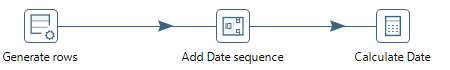 Generate rows
Add Date sequence
Calculate Date